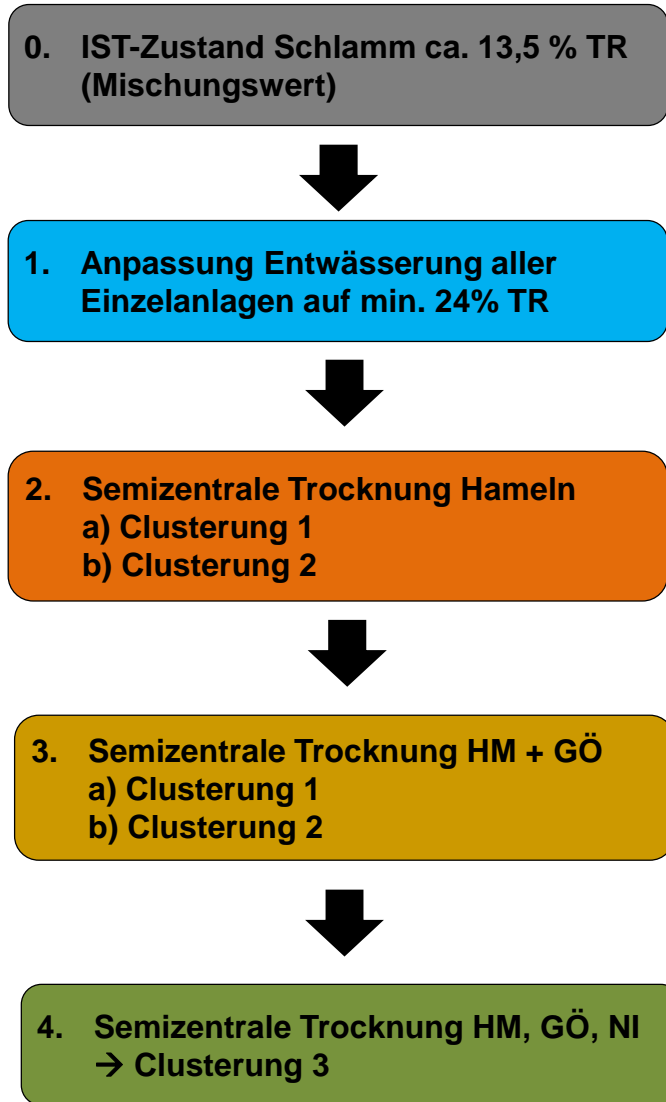 0. IST-Zustand Schlamm ca. 13,5 % TR
(Mischungswert)
1. Anpassung Entwässerung aller
Einzelanlagen auf min. 24% TR
2. Semizentrale Trocknung Hameln
a) Clusterung 1
b) Clusterung 2
3. Semizentrale Trocknung HM + GÖ
a) Clusterung 1
b) Clusterung 2
4. Semizentrale Trocknung HM, GÖ, NI
→ Clusterung 3